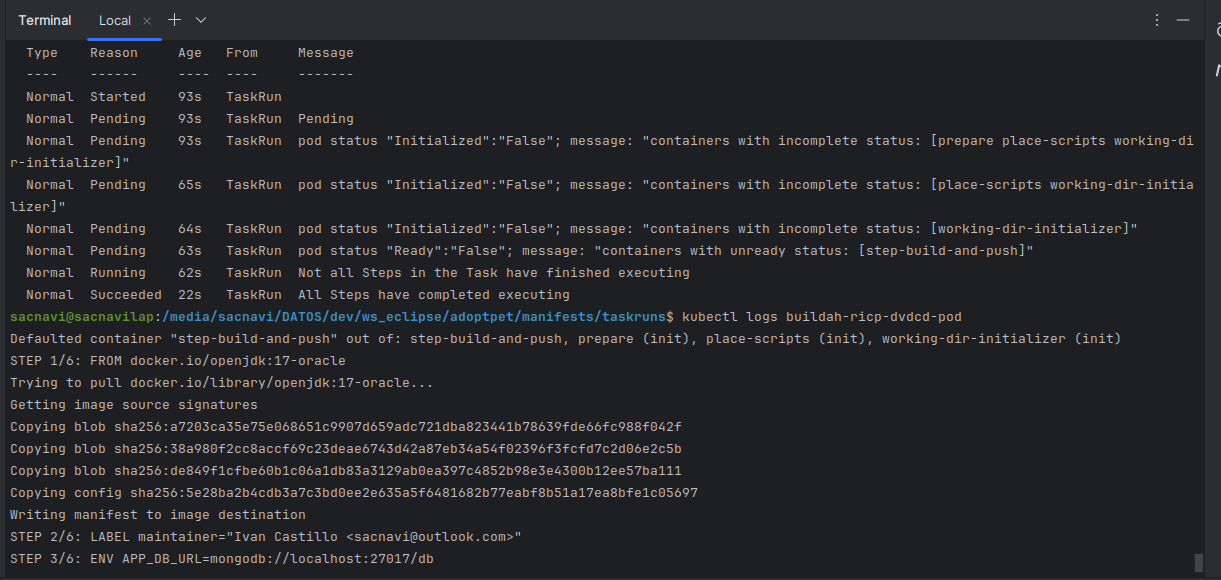 Terminal Local
Type Reason Age From Message
---- ------ ---- ---- -------
Normal Started 93s TaskRun
Normal Pending 93s TaskRun Pending
Normal Pending 93s TaskRun pod status "Initialized":"False"; message: "containers with incomplete status: [prepare place-scripts working-di
r-initializer]"
Normal Pending 65s TaskRun pod status "Initialized":"False"; message: "containers with incomplete status: [place-scripts working-dir-initia
lizer]"
Normal Pending 64s TaskRun pod status "Initialized":"False"; message: "containers with incomplete status: [working-dir-initializer]"
Normal Pending 63s TaskRun pod status "Ready":"False"; message: "containers with unready status: [step-build-and-push]"
Normal Running 62s TaskRun Not all Steps in the Task have finished executing
Normal Succeeded 22s TaskRun All Steps have completed executing
sacnavi@sacnavilap:/media/sacnavi/DATOS/dev/ws_eclipse/adoptpet/manifests/taskruns$ kubectl logs buildah-ricp-dvdcd-pod
Defaulted container "step-build-and-push" out of: step-build-and-push, prepare (init), place-scripts (init), working-dir-initializer (init)
STEP 1/6: FROM docker.io/openjdk:17-oracle
Trying to pull docker.io/library/openjdk:17-oracle...
Getting image source signatures
Copying blob sha256:a7203ca35e75e068651c9907d659adc721dba823441b78639fde66fc988f042f
Copying blob sha256:38a980f2cc8accf69c23deae6743d42a87eb34a54f02396f3fcfd7c2d06e2c5b
Copying blob sha256:de849f1cfbe60b1c06a1db83a3129ab0ea397c4852b98e3e4300b12ee57ba111
Copying config sha256:5e28ba2b4cdb3a7c3bd0ee2e635a5f6481682b77eabf8b51a17ea8bfe1c05697
Writing manifest to image destination
STEP 2/6: LABEL maintainer="Ivan Castillo <sacnavi@outlook.com>"
STEP 3/6: ENV APP_DB_URL=mongodb://localhost:27017/db